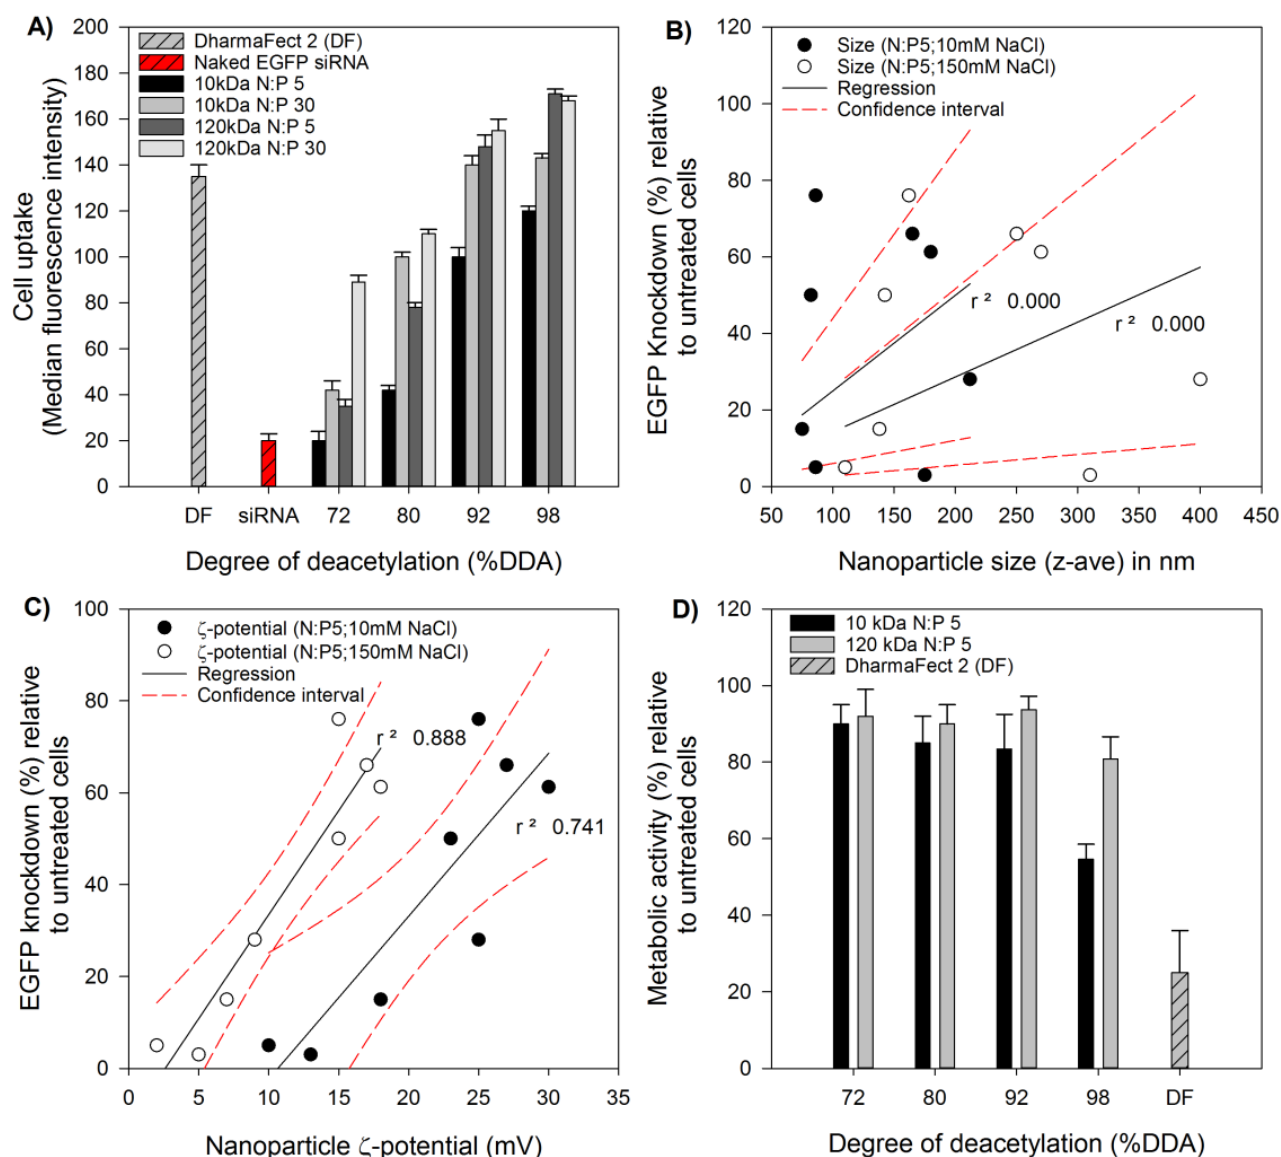 A)
200
180
160
140
120
100
80
60
40
20
0
Cell uptake
(Median fluorescence intensity)
DharmaFect 2 (DF)
Naked EGFP siRNA
10kDa N:P 5
10kDa N:P 30
120kDa N:P 5
120kDa N:P 30
DF siRNA 72 80 92 98
Degree of deacetylation (%DDA)
B)
120
100
80
60
40
20
0
EGFP Knockdown (%) relative
to untreated cells
Size (N:P5;10mM NaCl)
Size (N:P5;150mM NaCl)
Regression
Confidence interval
r ² 0.000
r ² 0.000
50 100 150 200 250 300 350 400 450
Nanoparticle size (z-ave) in nm
C)
100
80
60
40
20
0
EGFP knockdown (%) relative
to untreated cells
ζ-potential (N:P5;10mM NaCl)
ζ-potential (N:P5;150mM NaCl)
Regression
Confidence interval
r ² 0.888
r ² 0.741
0 5 10 15 20 25 30 35
Nanoparticle ζ-potential (mV)
D)
120
100
80
60
40
20
0
Metabolic activity (%) relative
to untreated cells
10 kDa N:P 5
120 kDa N:P 5
DharmaFect 2 (DF)
72 80 92 98 DF
Degree of deacetylation (%DDA)